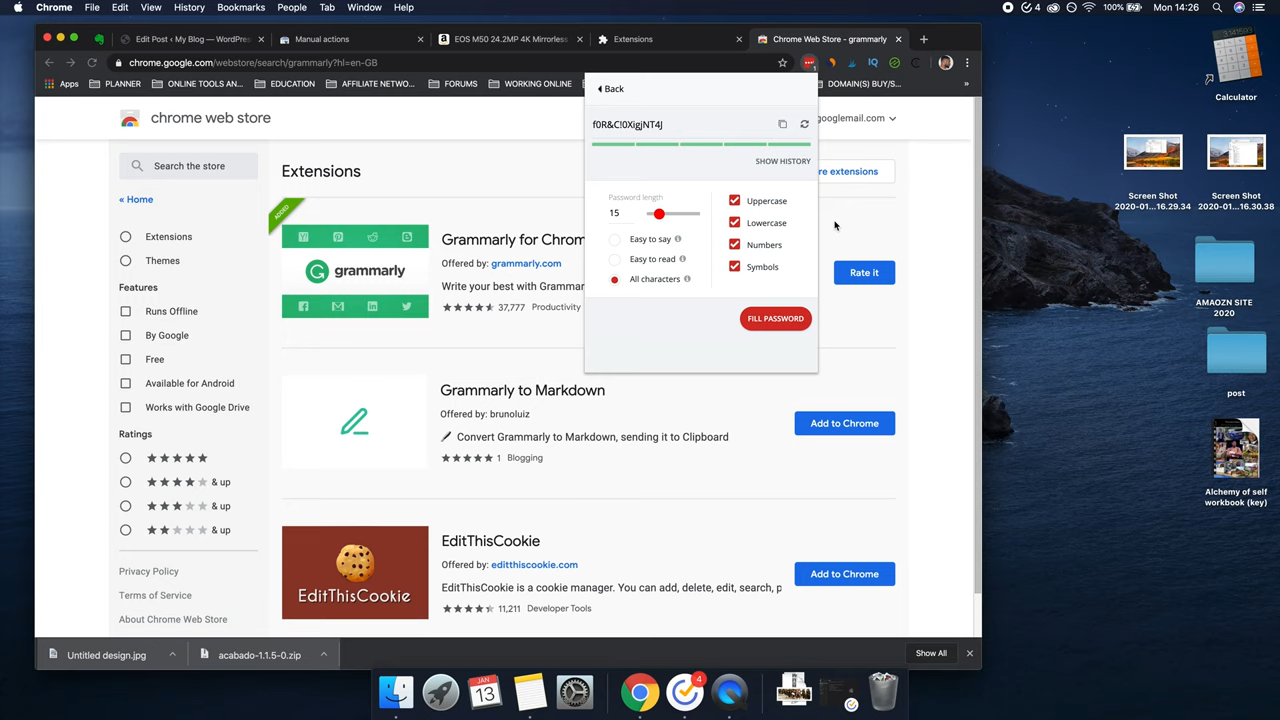 Chrome File Edit View History Bookmarks People Tab Window Help
4 100% Mon 14:26
Edit Post ‹ My Blog — WordPres
Manual actions
EOS M50 24.2MP 4K Mirrorless
Extensions
Chrome Web Store - grammarly
chrome.google.com/webstore/search/grammarly?hl=en-GB
Apps PLANNER ONLINE TOOLS AN... EDUCATION AFFILIATE NETWOR... FORUMS WORKING ONLINE DOMAIN(S) BUY/S... »
chrome web store
googlemail.com
Search the store
« Home
Extensions
Themes
Features
Runs Offline
By Google
Free
Available for Android
Works with Google Drive
Ratings
& up
& up
& up
Privacy Policy
Terms of Service
About Chrome Web Store
Extensions
re extensions
ADDED
grammarly
Grammarly for Chrom
Offered by: grammarly.com
Write your best with Gramma
37,777 Productivity
Rate it
Grammarly to Markdown
Offered by: brunoluiz
Convert Grammarly to Markdown, sending it to Clipboard
1 Blogging
Add to Chrome
EditThisCookie
EditThisCookie
Offered by: editthiscookie.com
EditThisCookie is a cookie manager. You can add, delete, edit, search, p
11,211 Developer Tools
Add to Chrome
Back
f0R&C!0XigjNT4J
SHOW HISTORY
Password length
15
Easy to say
Easy to read
All characters
Uppercase
Lowercase
Numbers
Symbols
FILL PASSWORD
Untitled design.jpg
acabado-1.1.5-0.zip
Show All
Calculator
Screen Shot
2020-01...16.29.34
Screen Shot
2020-01...16.30.38
AMAOZN SITE
2020
post
Alchemy of self
workbook (key)
JAN
13
4